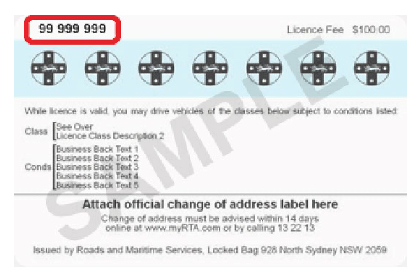 99 999 999
Licence Fee $100.00
While licence is valid, you may drive vehicles of the classes below subject to conditions listed:
Class
See Over
Licence Class Description 2
Conds
Business Back Text 1
Business Back Text 2
Business Back Text 3
Business Back Text 4
Business Back Text 5
SAMPLE
Attach official change of address label here
Change of address must be advised within 14 days
online at www.myRTA.com or by calling 13 22 13
Issued by Roads and Maritime Services, Locked Bag 928 North Sydney NSW 2059